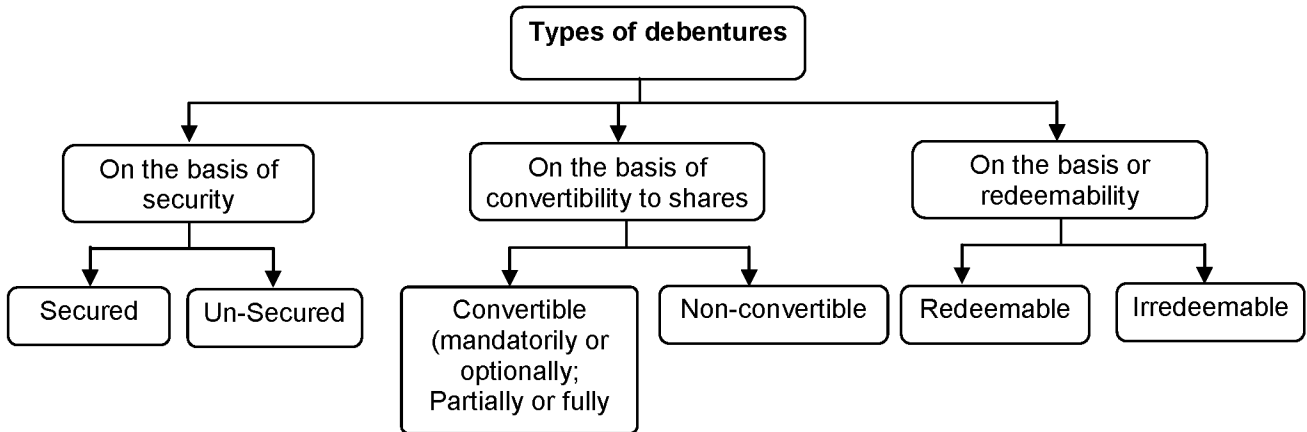 Types of debentures
On the basis of
security
On the basis of
convertibility to shares
On the basis or
redeemability
Secured
Un-Secured
Convertible
(mandatorily or
optionally;
Partially or fully
Non-convertible
Redeemable
Irredeemable